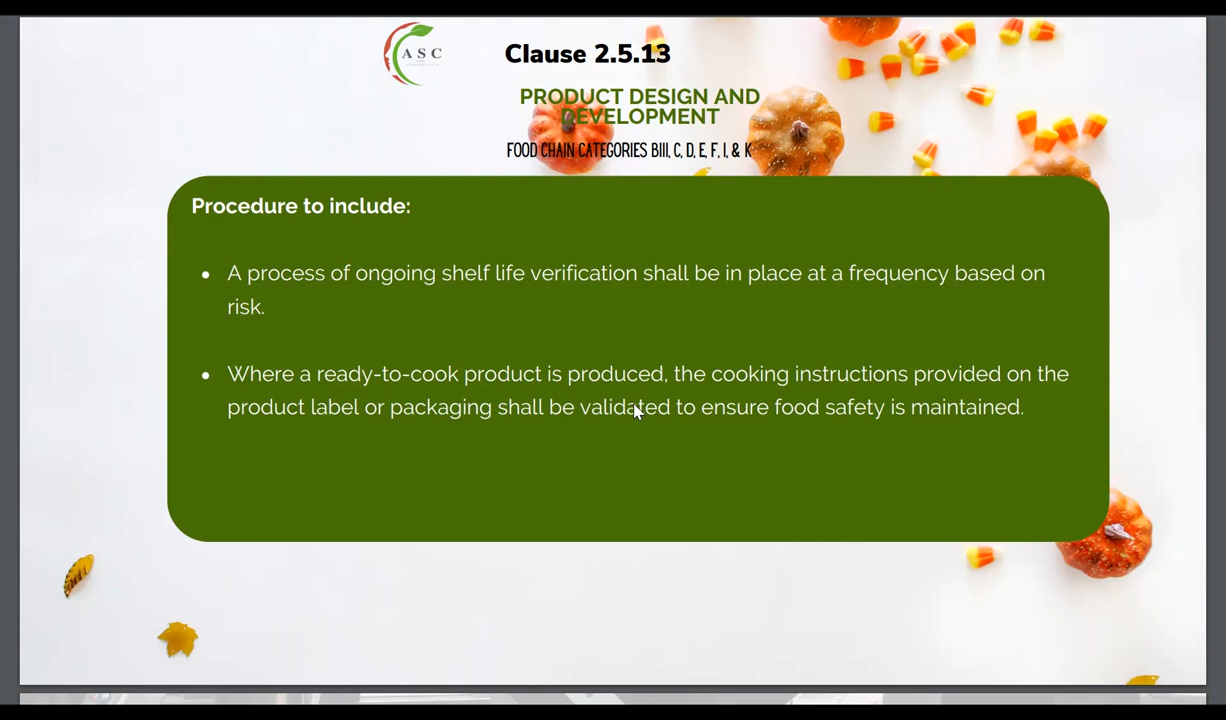 ASC
Clause 2.5.13
PRODUCT DESIGN AND
DEVELOPMENT
FOOD CHAIN CATEGORIES BIII, C, D, E, F, I, & K
Procedure to include:
• A process of ongoing shelf life verification shall be in place at a frequency based on
risk.
• Where a ready-to-cook product is produced, the cooking instructions provided on the
product label or packaging shall be validated to ensure food safety is maintained.